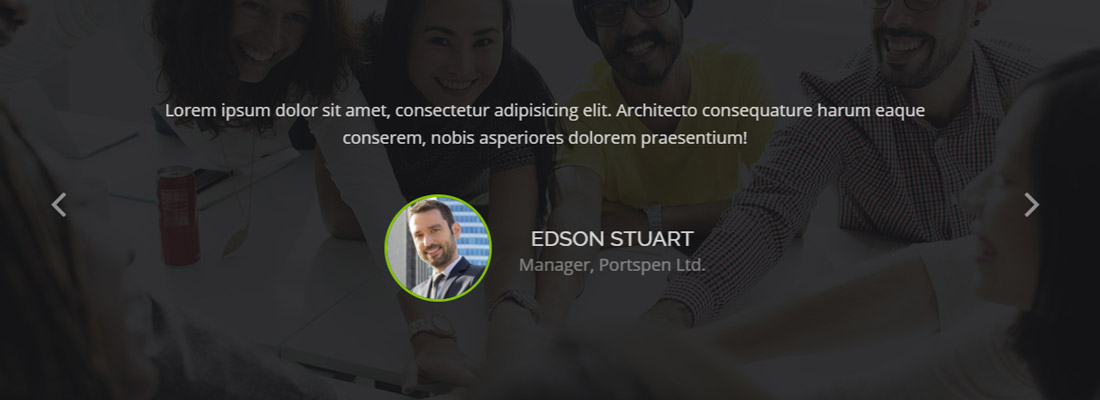 Lorem ipsum dolor sit amet, consectetur adipisicing elit. Architecto consequature harum eaque
conserem, nobis asperiores dolorem praesentium!
EDSON STUART
Manager, Portspen Ltd.